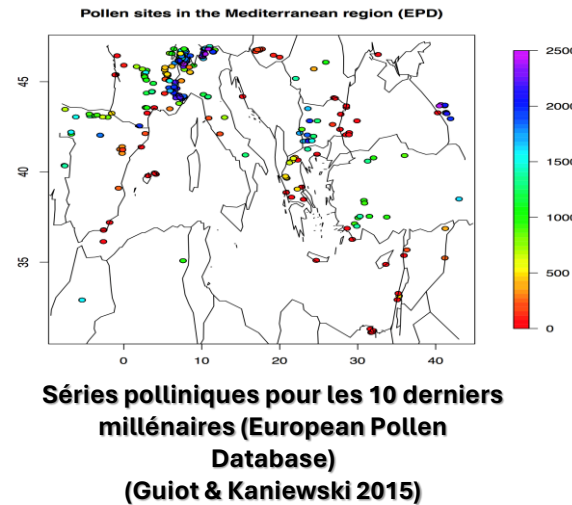 Pollen sites in the Mediterranean region (EPD)
45
40
35
0
10
20
30
40
2500
2000
1500
1000
500
0
Séries polliniques pour les 10 derniers
millénaires (European Pollen
Database)
(Guiot & Kaniewski 2015)